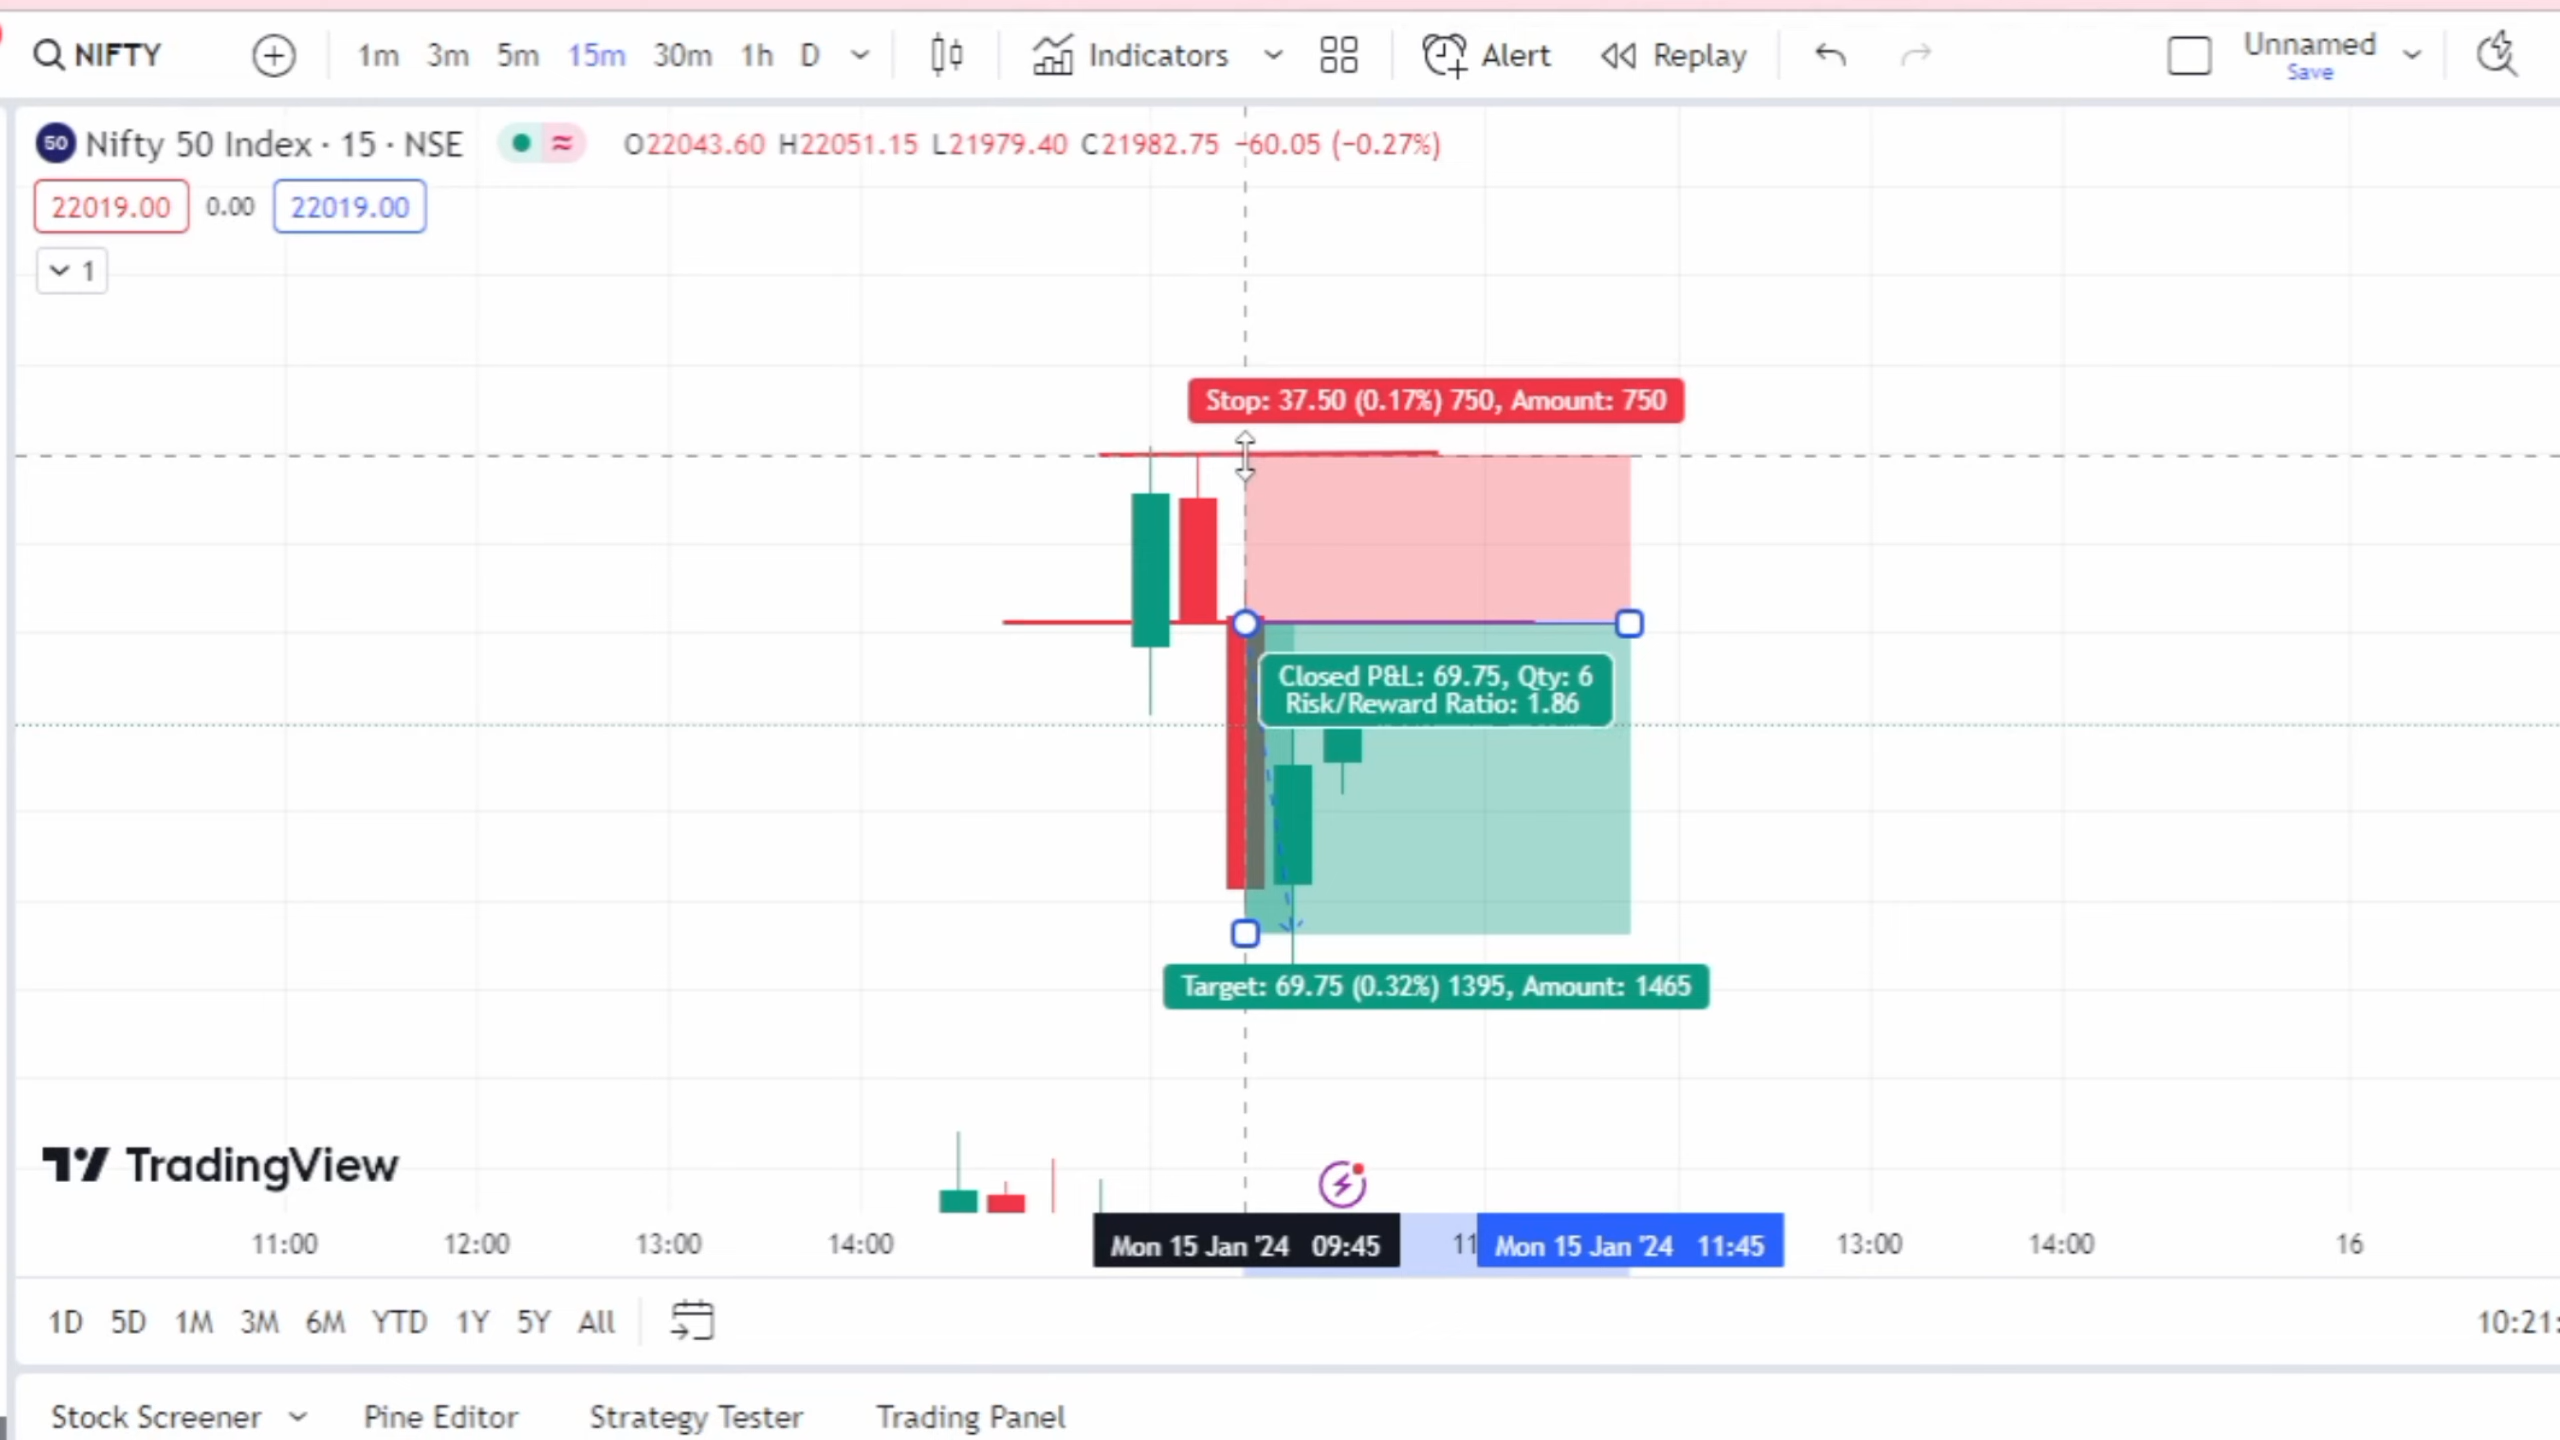 NIFTY 1m 3m 5m 15m 30m 1h D Indicators Alert Replay Unnamed
Save
50 Nifty 50 Index · 15 · NSE O22043.60 H22051.15 L21979.40 C21982.75 −60.05 (−0.27%)
22019.00 0.00 22019.00
1
Stop: 37.50 (0.17%) 750, Amount: 750
Closed P&L: 69.75, Qty: 6
Risk/Reward Ratio: 1.86
Target: 69.75 (0.32%) 1395, Amount: 1465
TradingView
11:00 12:00 13:00 14:00 Mon 15 Jan '24 09:45 11 Mon 15 Jan '24 11:45 13:00 14:00 16
1D 5D 1M 3M 6M YTD 1Y 5Y All 10:21:
Stock Screener Pine Editor Strategy Tester Trading Panel